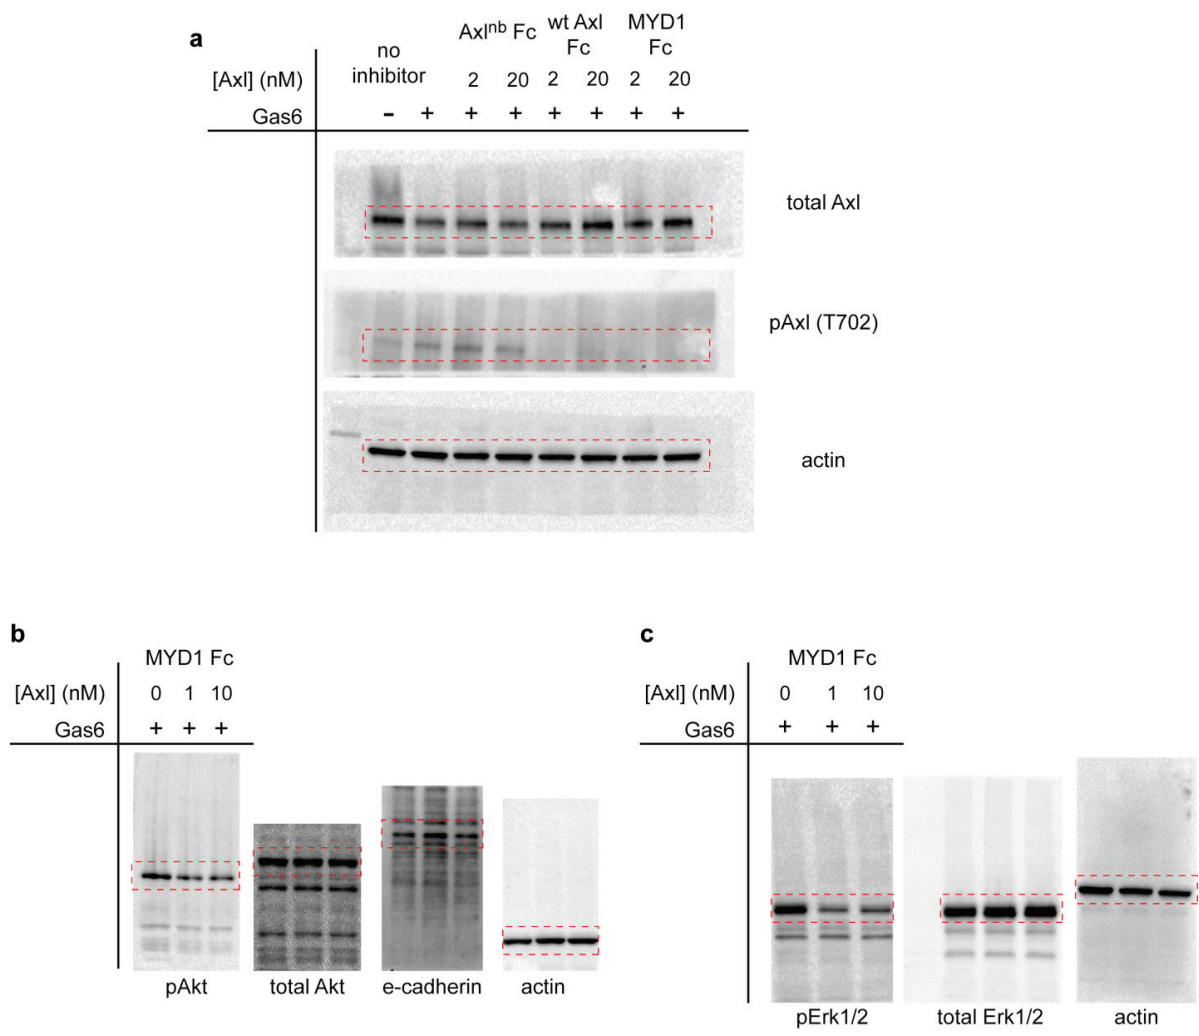 a
no inhibitor
Axlnb Fc
wt Axl Fc
MYD1 Fc
[Axl] (nM) 2 20 2 20 2 20
Gas6 - + + + + + + +
total Axl
pAxl (T702)
actin
b
MYD1 Fc
[Axl] (nM) 0 1 10
Gas6 + + +
pAkt total Akt e-cadherin actin
c
MYD1 Fc
[Axl] (nM) 0 1 10
Gas6 + + +
pErk1/2 total Erk1/2 actin